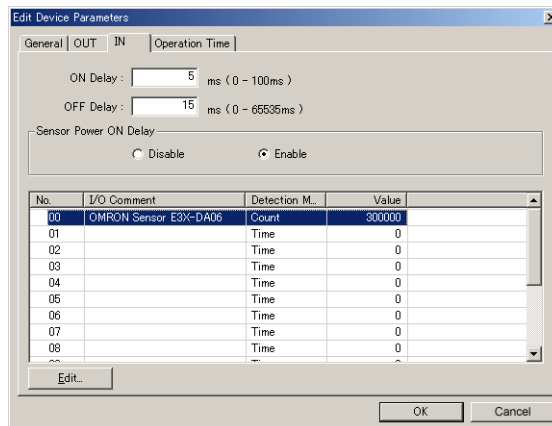 Edit Device Parameters
General OUT IN Operation Time
ON Delay : 5 ms ( 0 - 100ms )
OFF Delay : 15 ms ( 0 - 65535ms )
Sensor Power ON Delay
Disable Enable
No. I/O Comment Detection M... Value
00 OMRON Sensor E3X-DA06 Count 300000
01 Time 0
02 Time 0
03 Time 0
04 Time 0
05 Time 0
06 Time 0
07 Time 0
08 Time 0
Edit...
OK Cancel